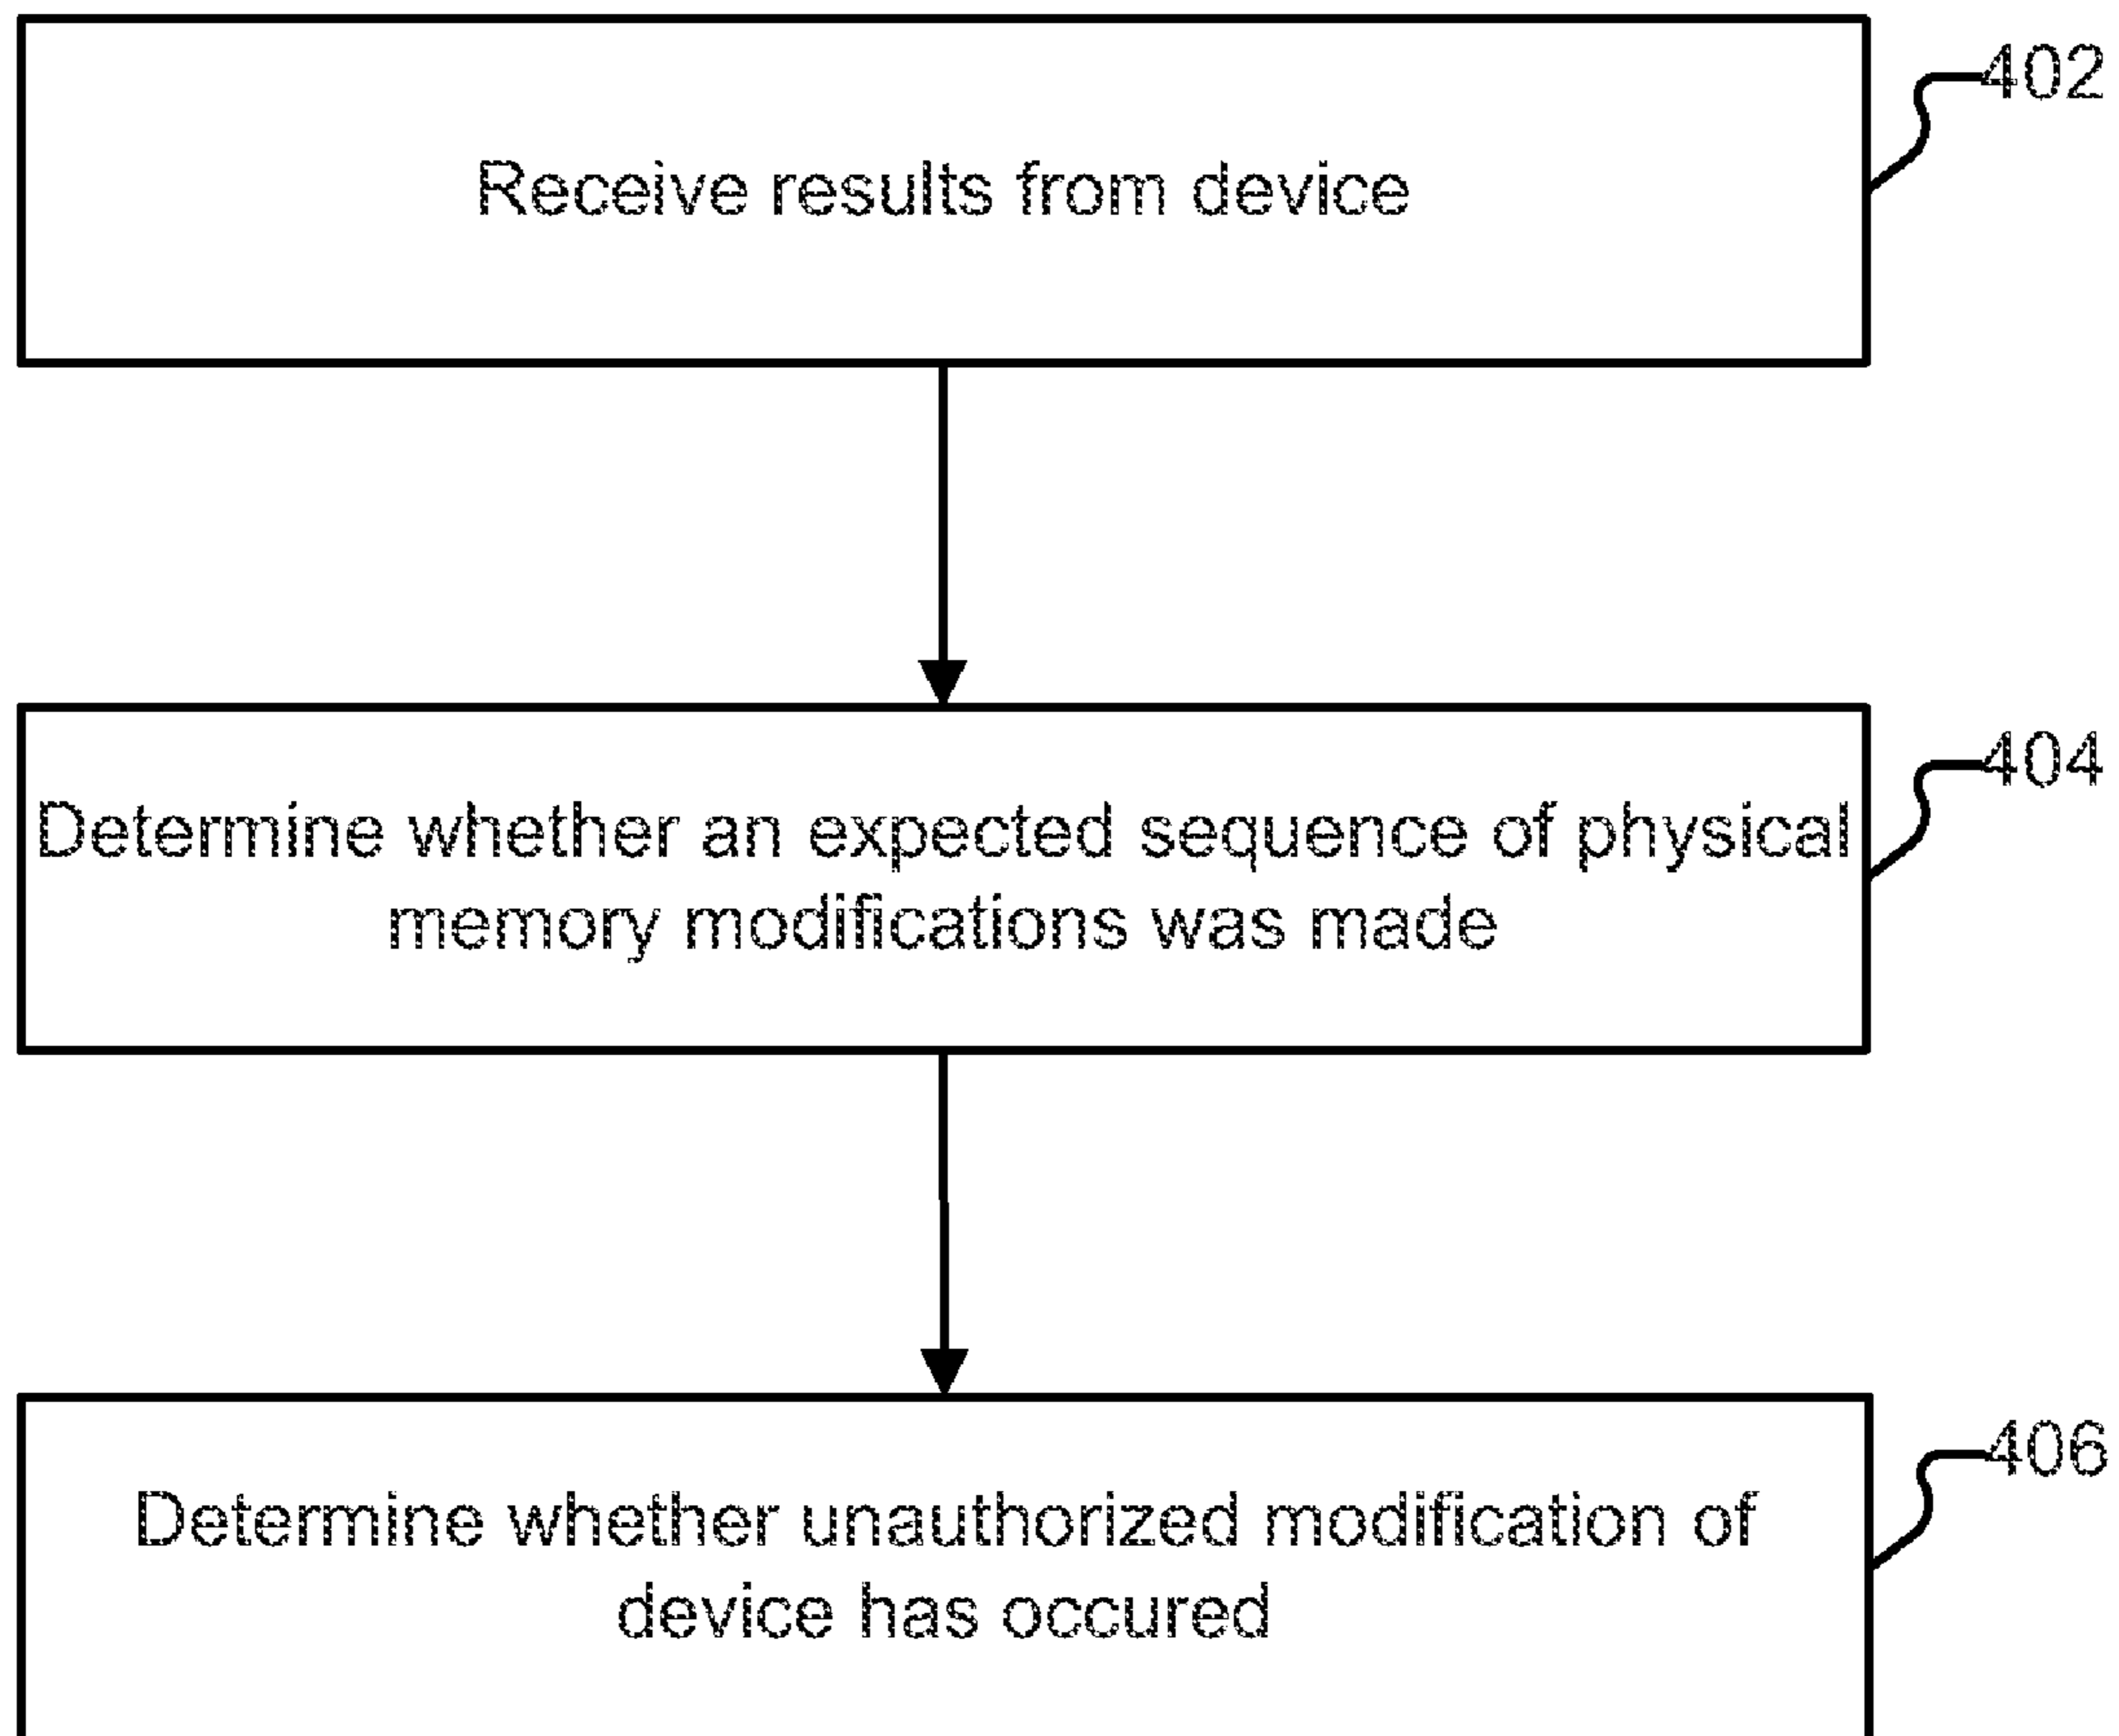 402
Receive results from device
404
Determine whether an expected sequence of physical
memory modifications was made
406
Determine whether unauthorized modification of
device has occured